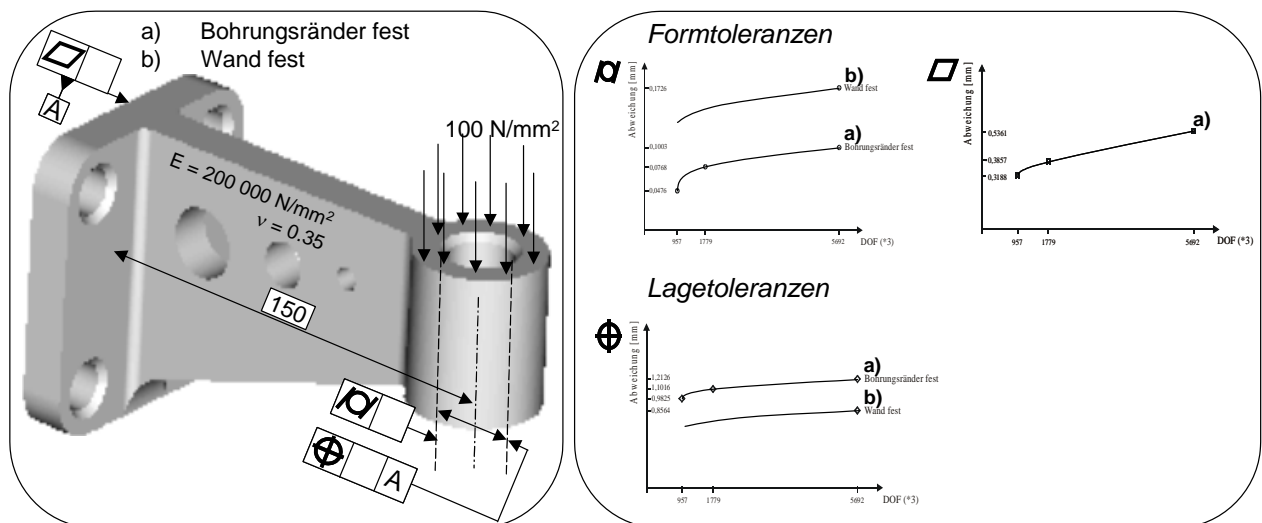 a) Bohrungsränder fest
b) Wand fest
A
100 N/mm²
E = 200 000 N/mm²
ν = 0.35
150
A
Formtoleranzen
Abweichung [mm]
0,1726
0,1003
0,0768
0,0476
b)
Wand fest
a)
Bohrungsränder fest
957
1779
5692
DOF (*3)
Abweichung [mm]
0,5361
0,3857
0,3188
a)
957
1779
5692
DOF (*3)
Lagetoleranzen
Abweichung [mm]
1,2126
1,1016
0,9825
0,8564
a)
Bohrungsränder fest
b)
Wand fest
957
1779
5692
DOF (*3)